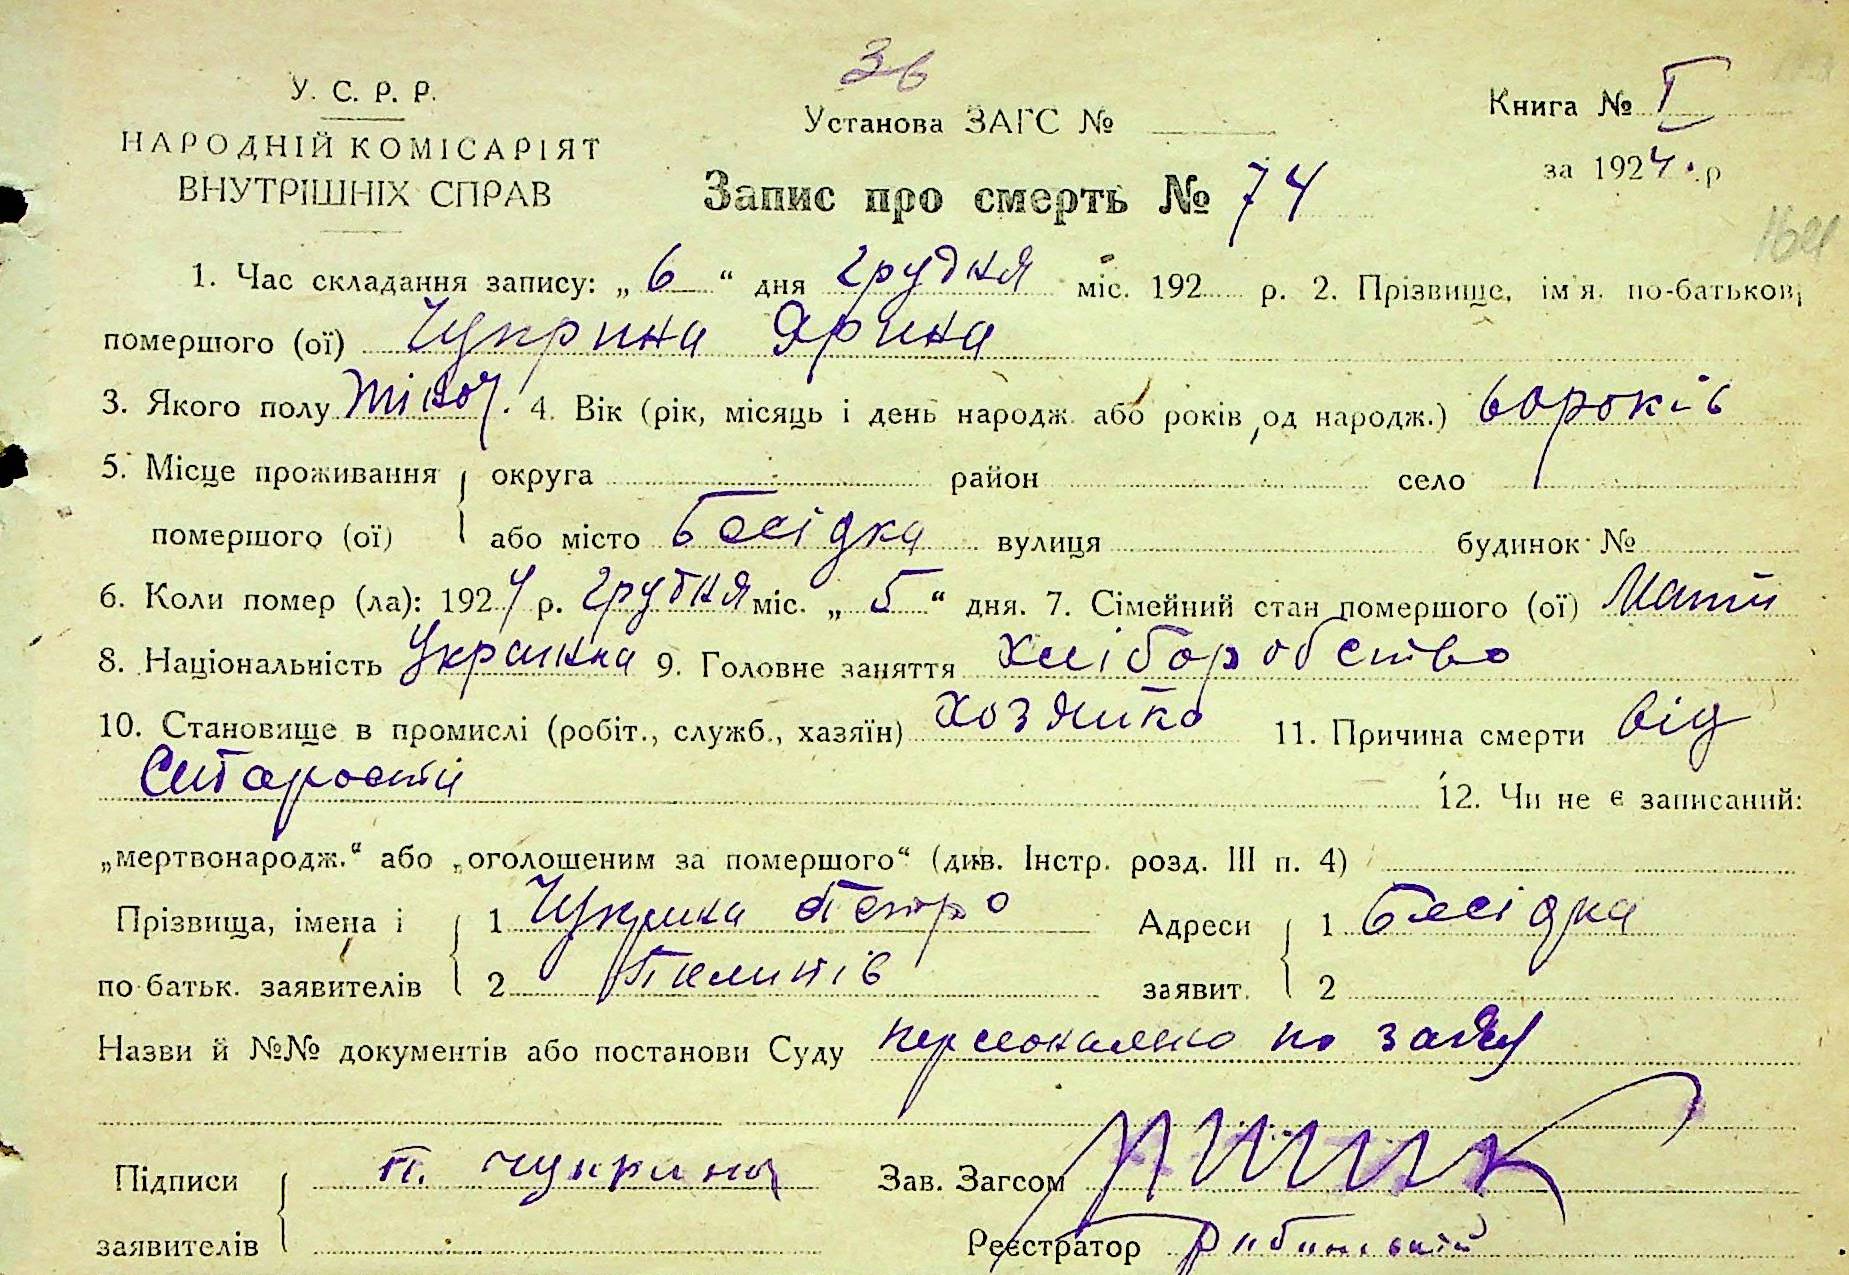 36
У. С. Р. Р.
НАРОДНІЙ КОМІСАРІЯТ
ВНУТРІШНІХ СПРАВ
Установа ЗАГС №
Книга № I
за 1924 р
Запис про смерть № 74
1. Час складання запису: „ 6 “ дня грудня міс. 192 р. 2. Прізвище, ім'я, по-батькові
помершого (ої) Чуприна Ярина
3. Якого полу жіноч. 4. Вік (рік, місяць і день народж. або років од народж.) 60 років
5. Місце проживання округа район село
помершого (ої) або місто Бесідка вулиця будинок №
6. Коли помер (ла): 1924 р. грудня міс. „ 5 “ дня. 7. Сімейний стан помершого (ої) Мати
8. Національність Украинка 9. Головне заняття хліборобство
10. Становище в промислі (робіт., служб., хазяїн) хозяйка 11. Причина смерти від
старости 12. Чи не є записаний:
„мертвонародж.“ або „оголошеним за помершого“ (див. Інстр. розд. III п. 4)
Прізвища, імена і 1 Чуприна Петро Адреси 1 Бесідка
по батьк. заявителів 2 заявит. 2
Назви й №№ документів або постанови Суду персонально по заяві
Підписи П. Чуприна Зав. Загсом
заявителів Реєстратор